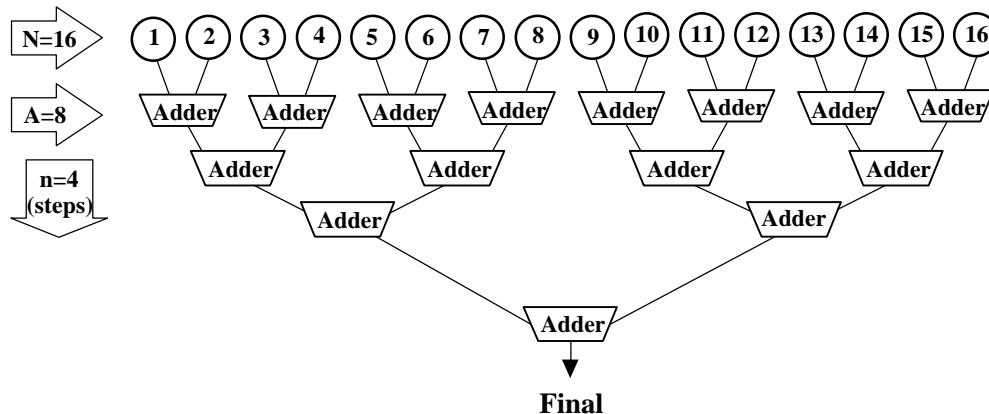 N=16 1 2 3 4 5 6 7 8 9 10 11 12 13 14 15 16
A=8 Adder Adder Adder Adder Adder Adder Adder Adder
n=4
(steps)
Adder Adder Adder Adder
Adder Adder
Adder
Final